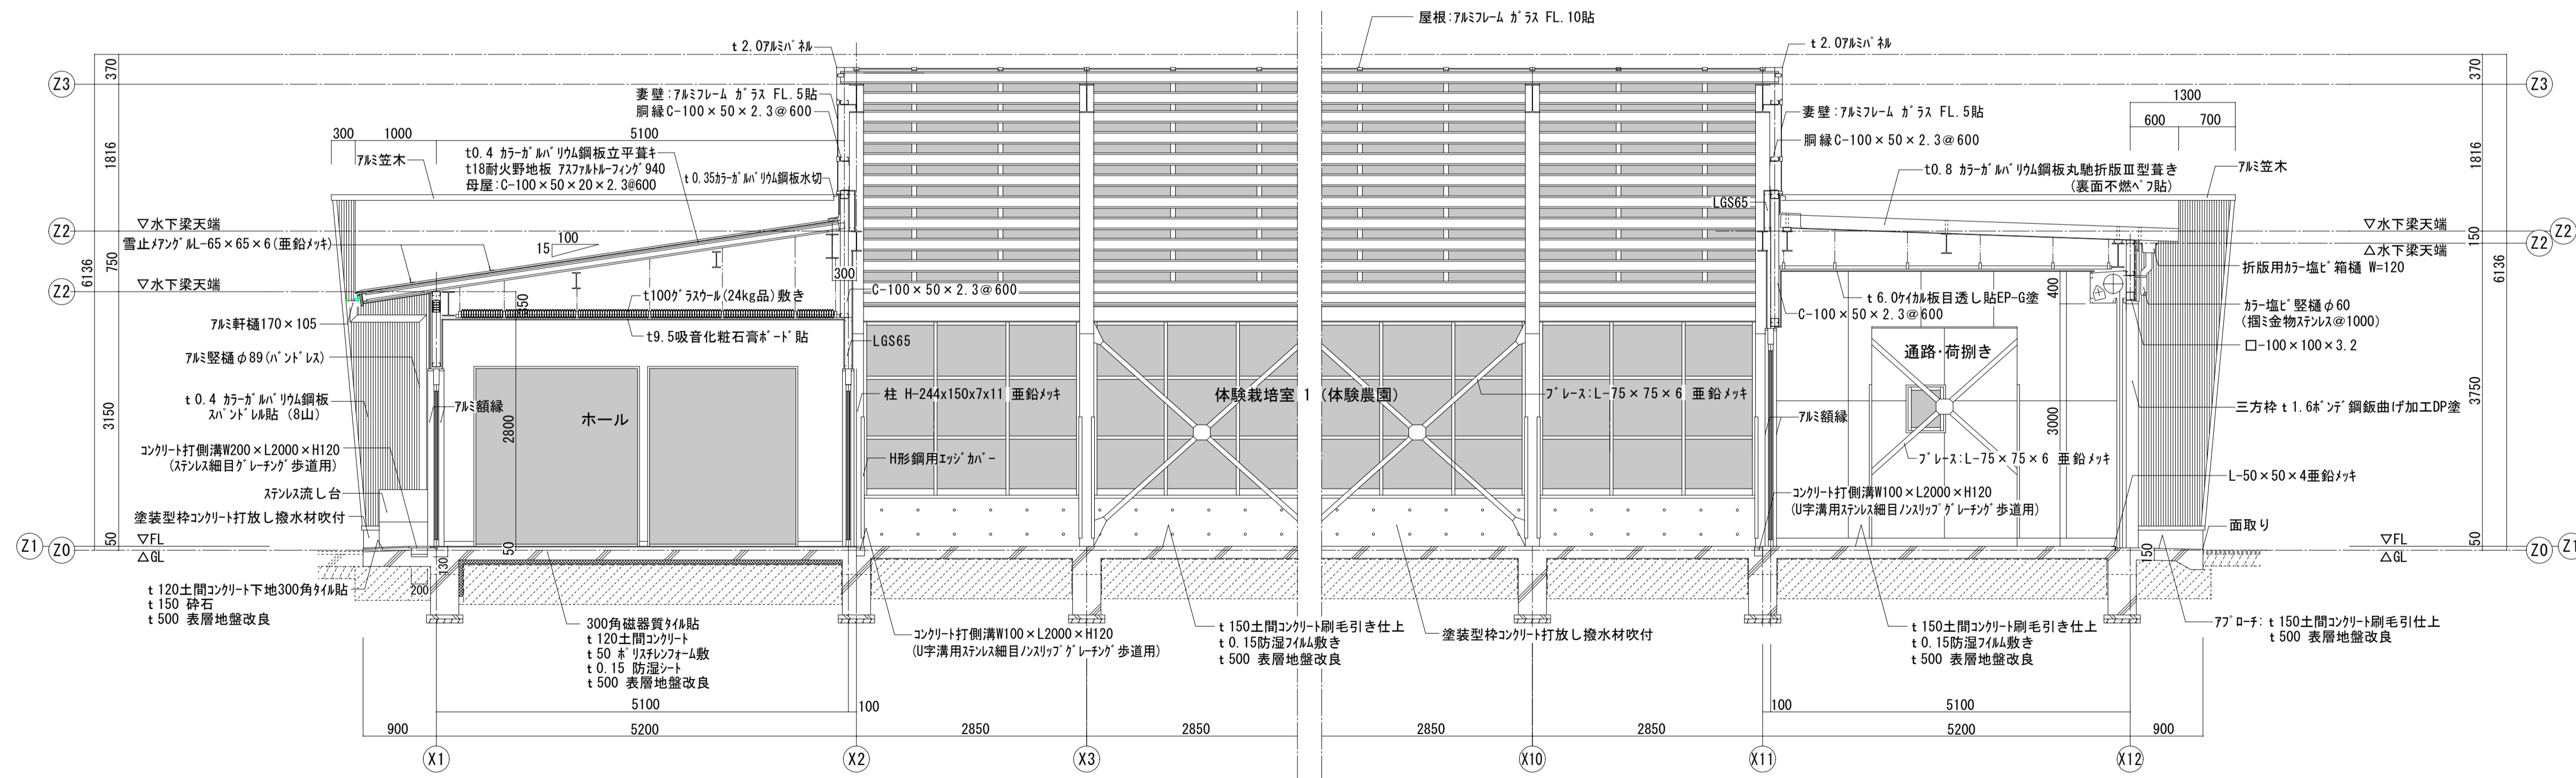 屋根:アルミフレーム ガラス FL.10貼
t 2.0アルミパネル
t 2.0アルミパネル
370
370
Z3
Z3
妻壁:アルミフレーム ガラス FL.5貼
胴縁C-100×50×2.3@600
1300
600
700
妻壁:アルミフレーム ガラス FL.5貼
胴縁C-100×50×2.3@600
300
1000
5100
1816
1816
アルミ笠木
t0.4 カラーガルバリウム鋼板立平葺キ
t18耐火野地板 アスファルトルーフィング940
母屋:C-100×50×20×2.3@600
t 0.35カラーガルバリウム鋼板水切
t0.8 カラーガルバリウム鋼板丸馳折版Ⅲ型葺き
(裏面不燃ペフ貼)
アルミ笠木
LGS65
▽水下梁天端
Z2
雪止メアングルL-65×65×6(亜鉛メッキ)
100
15
▽水下梁天端
Z2
150
△水下梁天端
Z2
6136
750
300
6136
折版用カラー塩ビ箱樋 W=120
▽水下梁天端
Z2
C-100×50×2.3@600
t100グラスウール(24kg品)敷き
350
t 6.0ケイカル板目透し貼EP-G塗
C-100×50×2.3@600
400
カラー塩ビ竪樋φ60
(掴ミ金物ステンレス@1000)
アルミ軒樋170×105
t9.5吸音化粧石膏ボード貼
LGS65
通路・荷捌き
□-100×100×3.2
アルミ竪樋φ89(バンドレス)
t 0.4 カラーガルバリウム鋼板
スパンドレル貼 (8山)
アルミ額縁
ホール
2800
柱 H-244x150x7x11 亜鉛メッキ
体験栽培室 1 (体験農園)
ブレース:L-75×75×6 亜鉛メッキ
アルミ額縁
3000
3750
三方枠 t 1.6ボンデ鋼鈑曲げ加工DP塗
3150
コンクリート打側溝W200×L2000×H120
(ステンレス細目グレーチング歩道用)
H形鋼用エッジカバー
ブレース:L-75×75×6 亜鉛メッキ
L-50×50×4亜鉛メッキ
ステンレス流し台
コンクリート打側溝W100×L2000×H120
(U字溝用ステンレス細目ノンスリップグレーチング歩道用)
塗装型枠コンクリート打放し撥水材吹付
面取り
Z1
Z0
50
▽FL
△GL
50
130
200
150
▽FL
△GL
50
Z0
Z1
t 120土間コンクリート下地300角タイル貼
t 150 砕石
t 500 表層地盤改良
300角磁器質タイル貼
t 120土間コンクリート
t 50 ポリスチレンフォーム敷
t 0.15 防湿シート
t 500 表層地盤改良
コンクリート打側溝W100×L2000×H120
(U字溝用ステンレス細目ノンスリップグレーチング歩道用)
t 150土間コンクリート刷毛引き仕上
t 0.15防湿フィルム敷き
t 500 表層地盤改良
塗装型枠コンクリート打放し撥水材吹付
t 150土間コンクリート刷毛引き仕上
t 0.15防湿フィルム敷き
t 500 表層地盤改良
アプローチ: t 150土間コンクリート刷毛引仕上
t 500 表層地盤改良
5100
100
100
5100
900
5200
2850
2850
2850
2850
5200
900
X1
X2
X3
X10
X11
X12